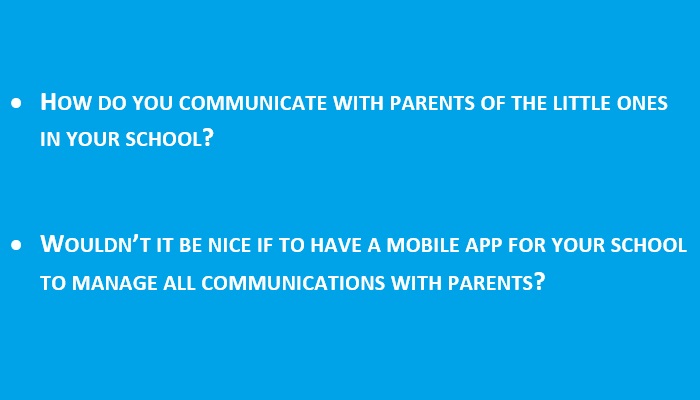 • How do you communicate with parents of the little ones
in your school?
• Wouldn’t it be nice if to have a mobile app for your school
to manage all communications with parents?